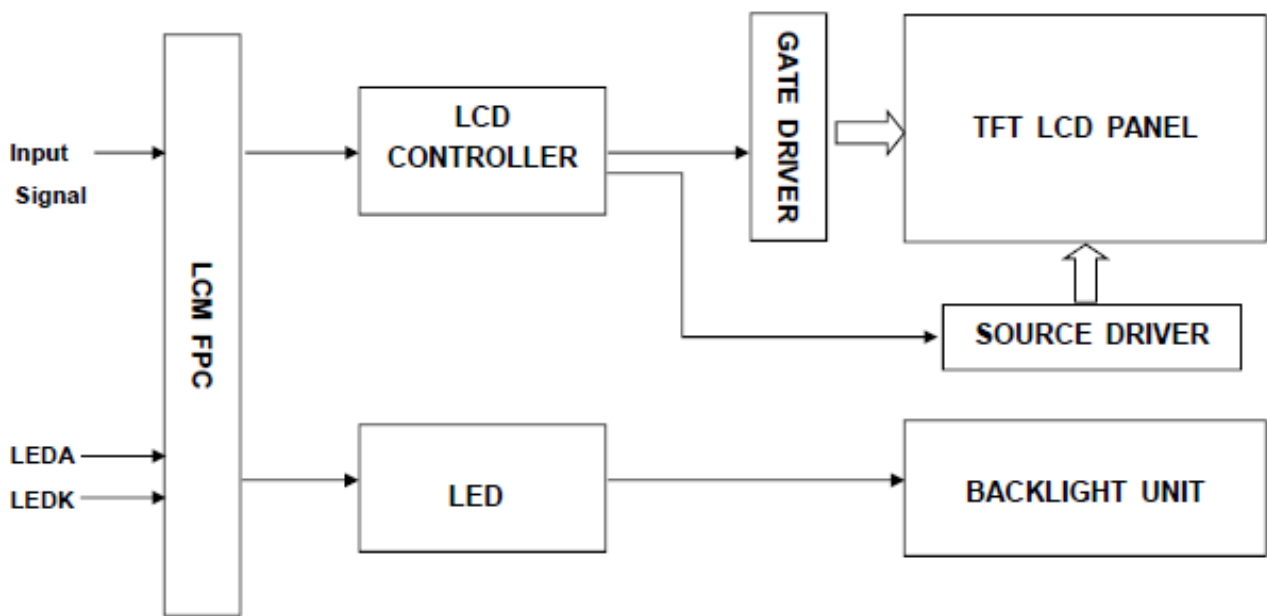 Input
Signal
LEDA
LEDK
LCM FPC
LCD
CONTROLLER
LED
GATE DRIVER
TFT LCD PANEL
SOURCE DRIVER
BACKLIGHT UNIT